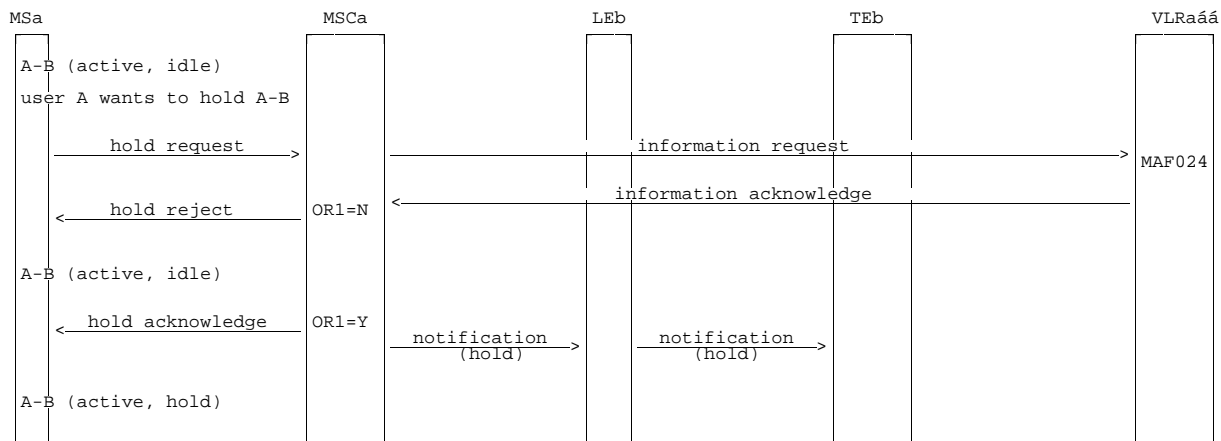 MSa MSCa LEb TEb VLRaáá
A-B (active, idle)
user A wants to hold A-B
hold request information request
MAF024
information acknowledge
hold reject OR1=N
A-B (active, idle)
hold acknowledge OR1=Y
notification notification
(hold) (hold)
A-B (active, hold)